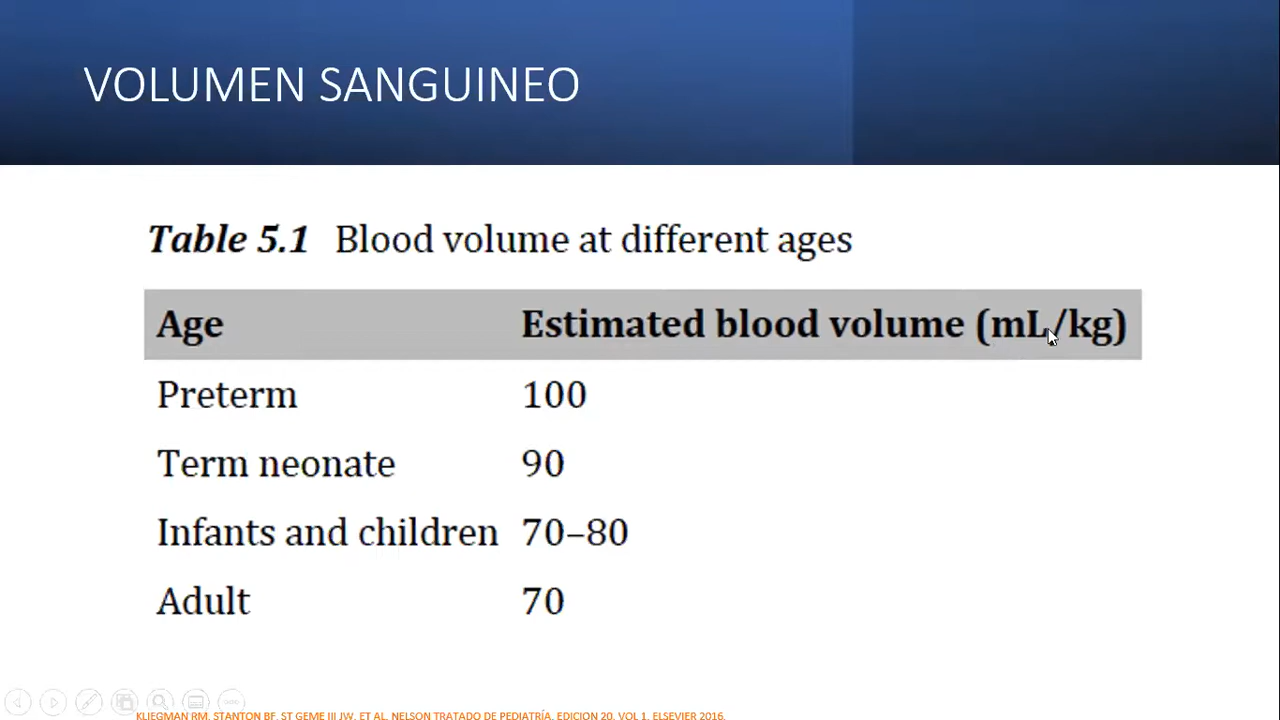 VOLUMEN SANGUINEO
Table 5.1 Blood volume at different ages
Age Estimated blood volume (mL/kg)
Preterm 100
Term neonate 90
Infants and children 70–80
Adult 70
KLIEGMAN RM, STANTON BF, ST GEME III JW, ET AL. NELSON TRATADO DE PEDIATRÍA. EDICION 20. VOL 1. ELSEVIER 2016.